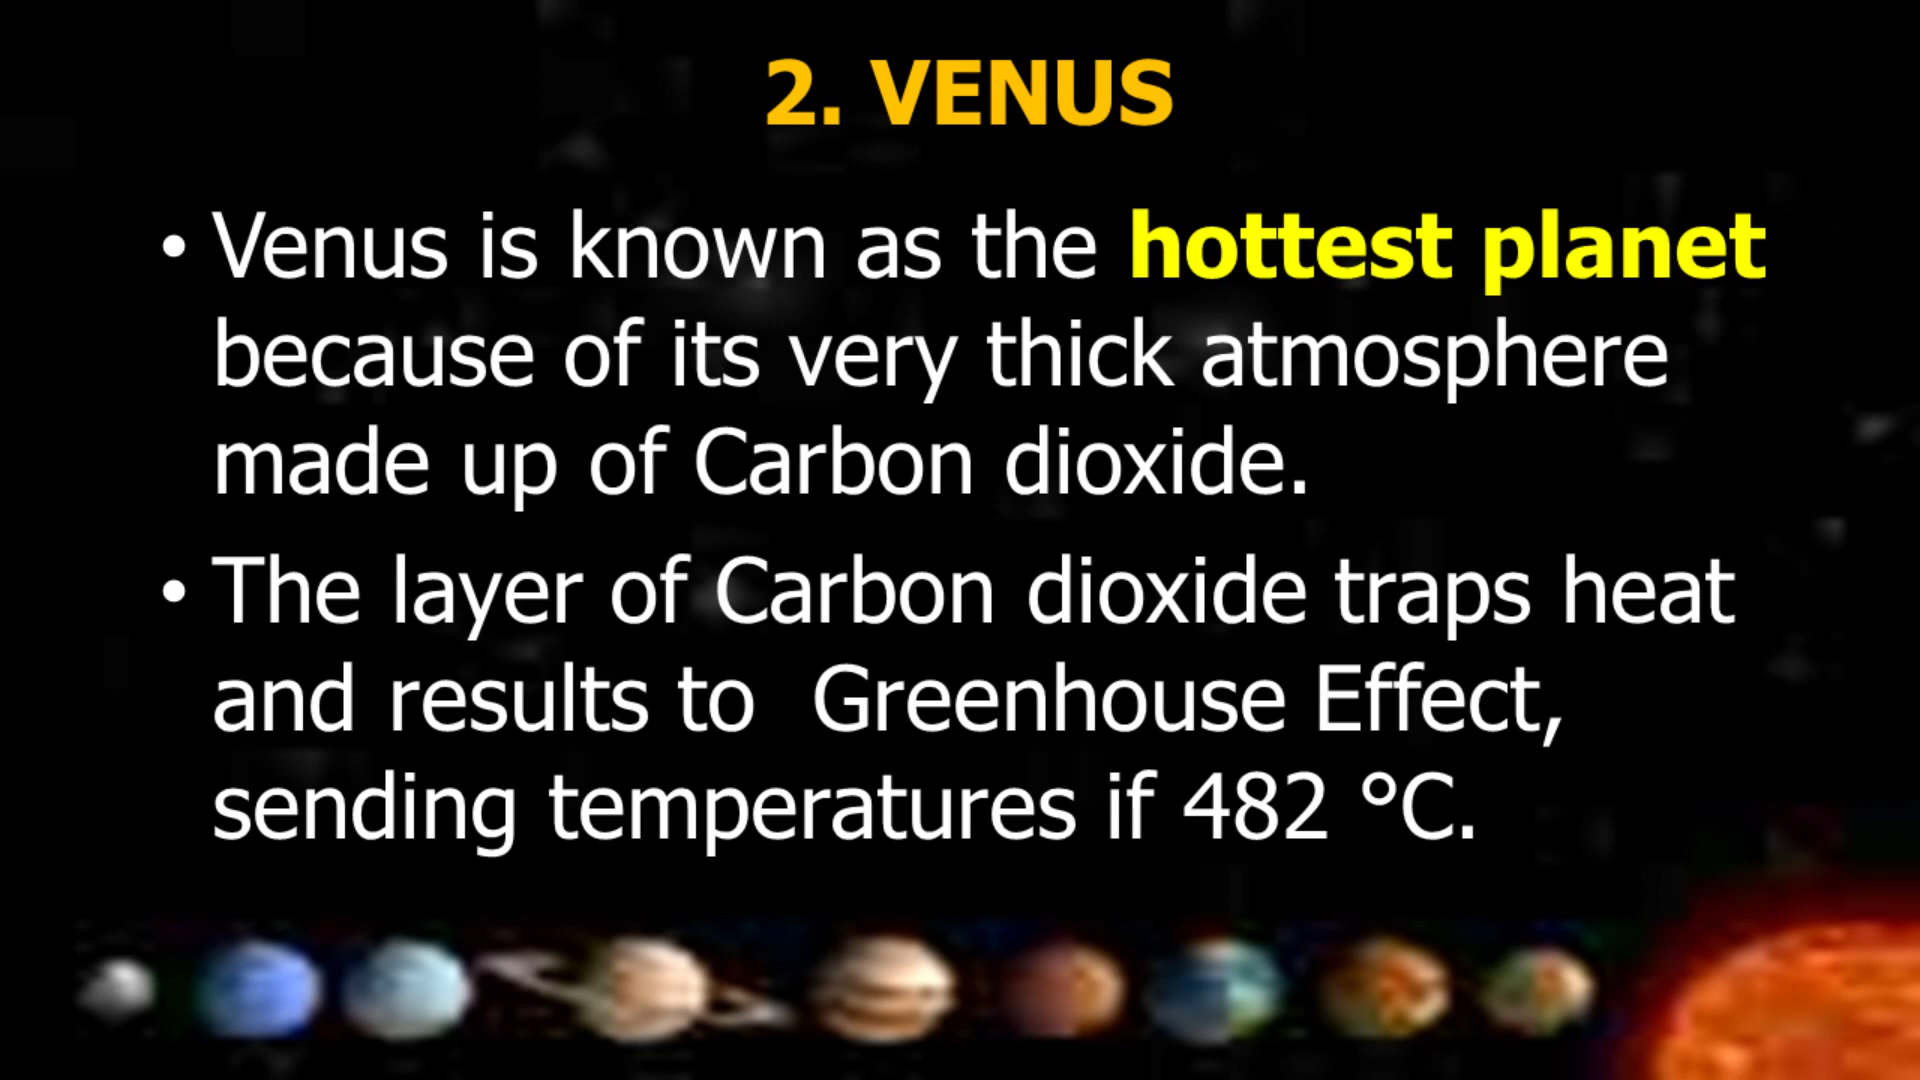 2. VENUS
• Venus is known as the hottest planet
because of its very thick atmosphere
made up of Carbon dioxide.
• The layer of Carbon dioxide traps heat
and results to  Greenhouse Effect,
sending temperatures if 482 °C.